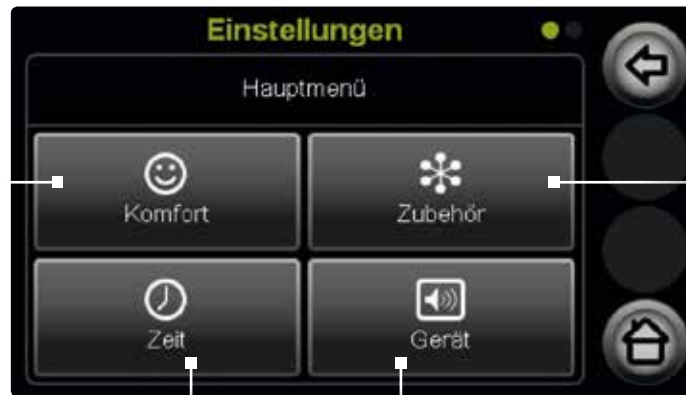 Einstellungen
Hauptmenü
Komfort
Zubehör
Zeit
Gerät